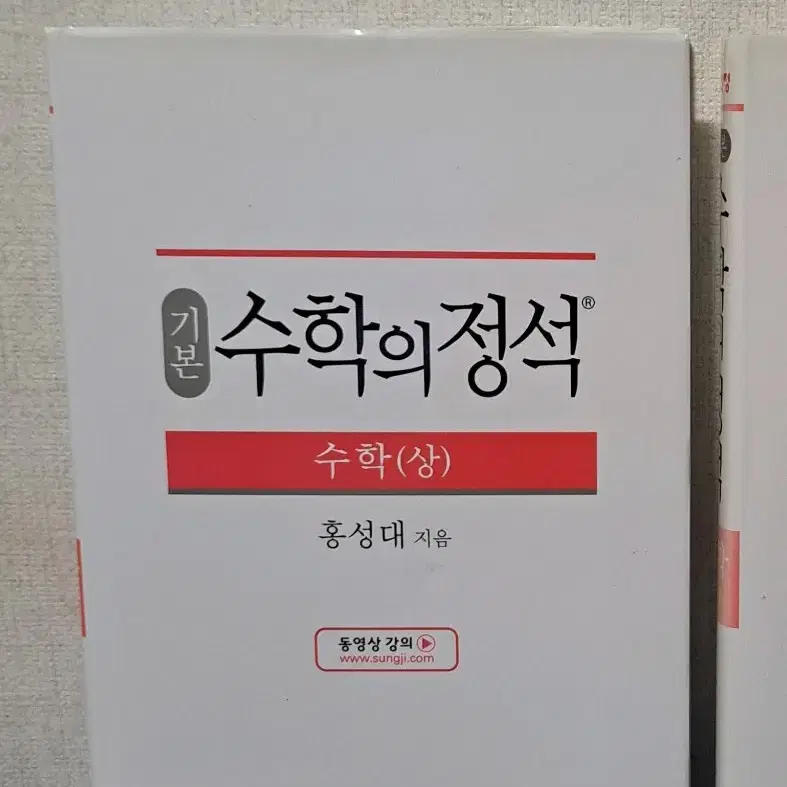 기본 수학의 정석®
수학(상)
홍성대 지음
동영상 강의
www.sungji.com